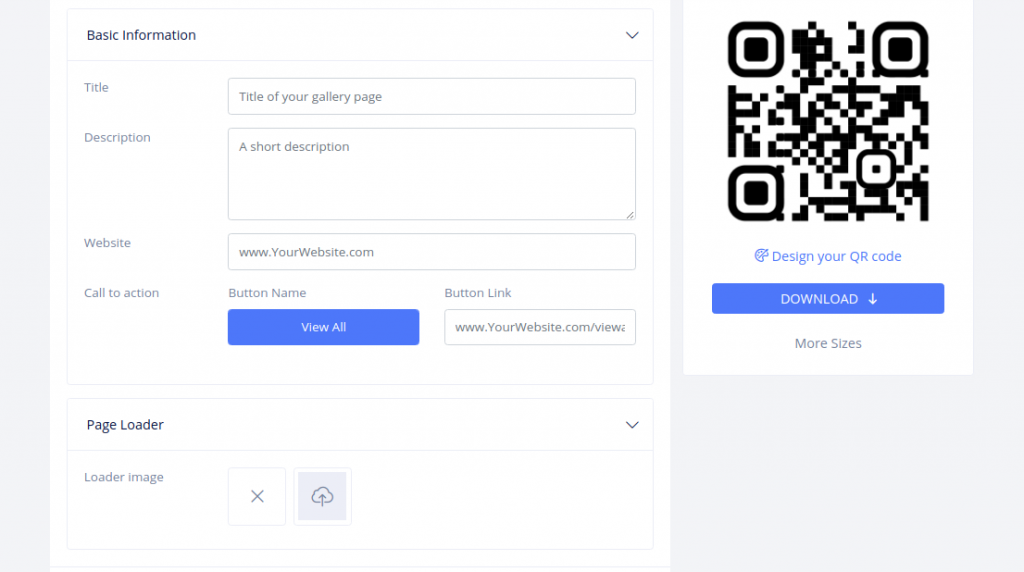 Basic Information
Title
Title of your gallery page
Description
A short description
Website
www.YourWebsite.com
Call to action
Button Name
Button Link
View All
www.YourWebsite.com/viewa
Page Loader
Loader image
Design your QR code
DOWNLOAD
More Sizes